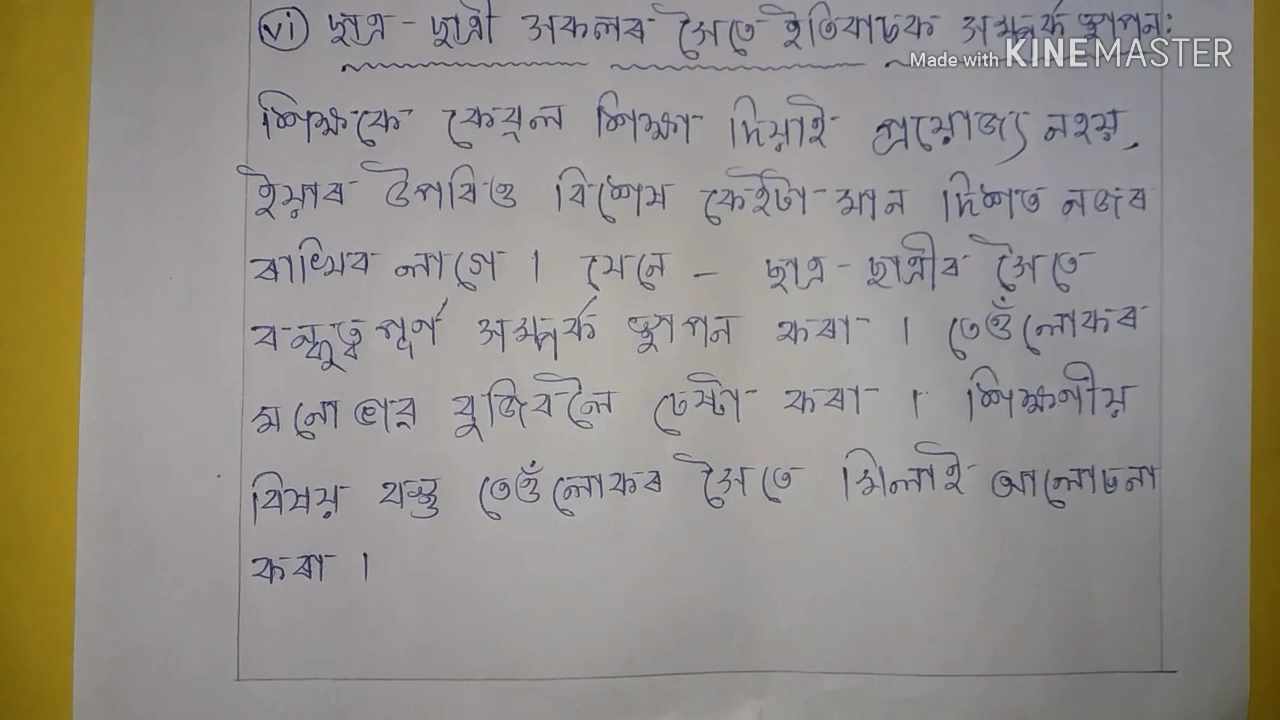 (vi) ছাত্ৰ-ছাত্ৰী সকলৰ সৈতে ইতিবাচক সম্পৰ্ক স্থাপন:
Made with KINEMASTER
শিক্ষকে কেৱল শিক্ষা দিয়াই প্ৰয়োজ্য নহয়,
ইয়াৰ উপৰিও বিশেষ কেইটামান দিশত নজৰ
ৰাখিব লাগে । যেনে - ছাত্ৰ-ছাত্ৰীৰ সৈতে
বন্ধুত্বপূৰ্ণ সম্পৰ্ক স্থাপন কৰা । তেওঁলোকৰ
মনোভাৱ বুজিবলৈ চেষ্টা কৰা । শিক্ষণীয়
বিষয় বস্তু তেওঁলোকৰ সৈতে মিলাই আলোচনা
কৰা ।